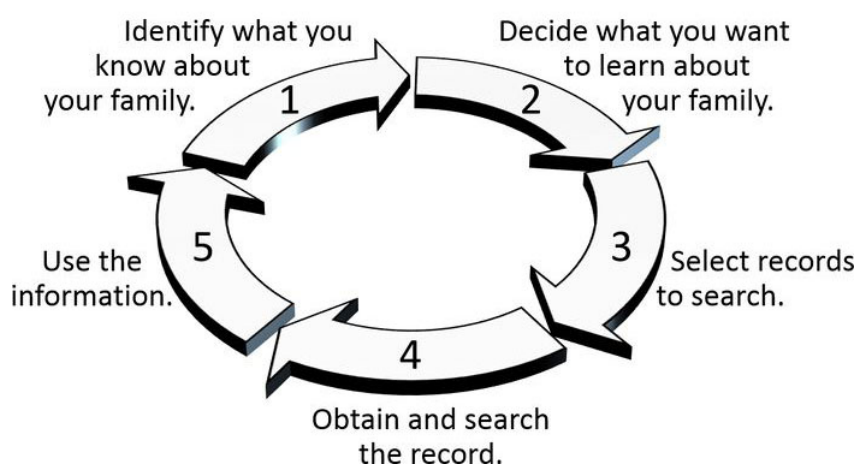 Identify what you
know about
your family.
1
Decide what you want
to learn about
your family.
2
Select records
to search.
3
Obtain and search
the record.
4
Use the
information.
5